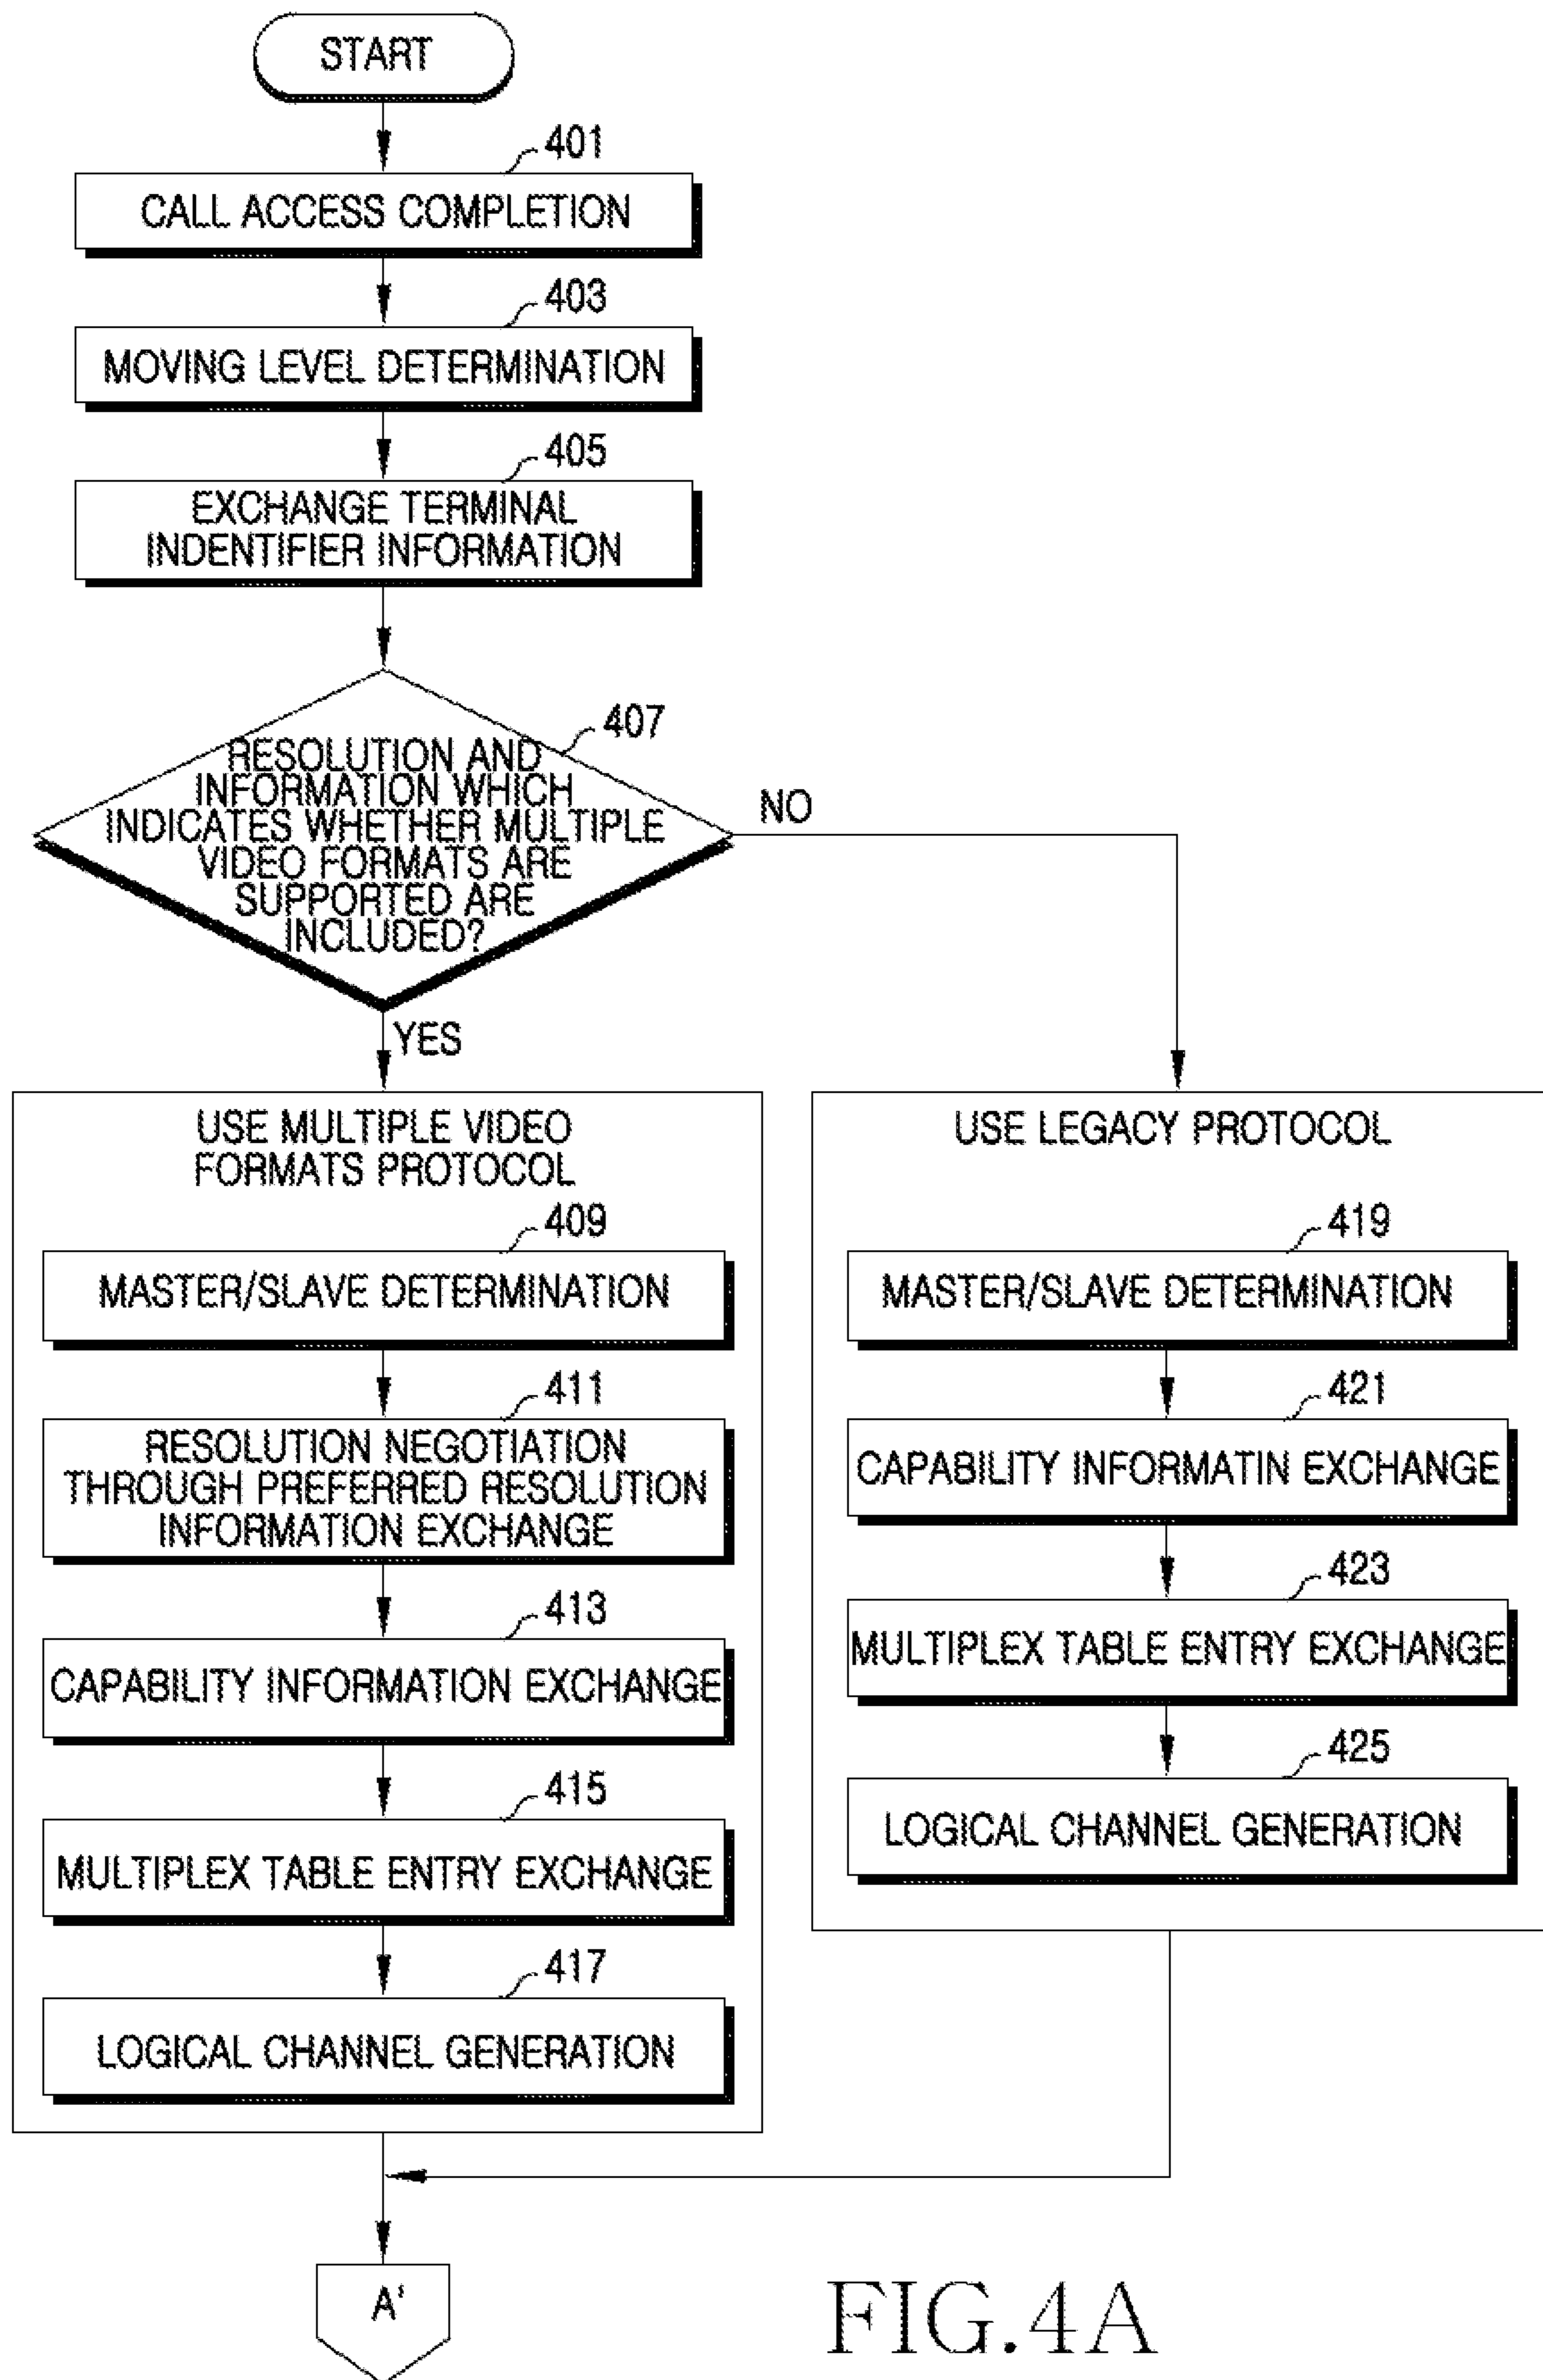 START
401
CALL ACCESS COMPLETION
403
MOVING LEVEL DETERMINATION
405
EXCHANGE TERMINAL
INDENTIFIER INFORMATION
407
RESOLUTION AND
INFORMATION WHICH
INDICATES WHETHER MULTIPLE
VIDEO FORMATS ARE
SUPPORTED ARE
INCLUDED?
NO
YES
USE MULTIPLE VIDEO
FORMATS PROTOCOL
409
MASTER/SLAVE DETERMINATION
411
RESOLUTION NEGOTIATION
THROUGH PREFERRED RESOLUTION
INFORMATION EXCHANGE
413
CAPABILITY INFORMATION EXCHANGE
415
MULTIPLEX TABLE ENTRY EXCHANGE
417
LOGICAL CHANNEL GENERATION
USE LEGACY PROTOCOL
419
MASTER/SLAVE DETERMINATION
421
CAPABILITY INFORMATIN EXCHANGE
423
MULTIPLEX TABLE ENTRY EXCHANGE
425
LOGICAL CHANNEL GENERATION
A'
FIG.4A